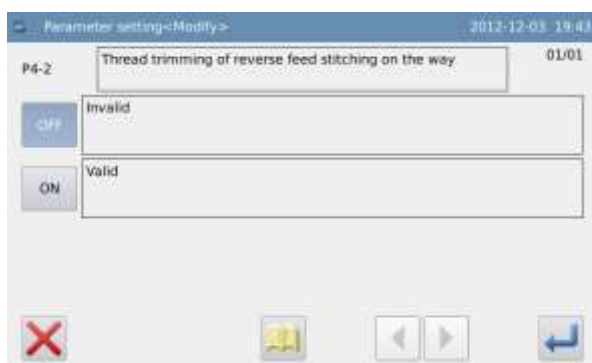 Parameter setting<Modify> 2012-12-03 19:43
P4-2 Thread trimming of reverse feed stitching on the way 01/01
OFF Invalid
ON Valid